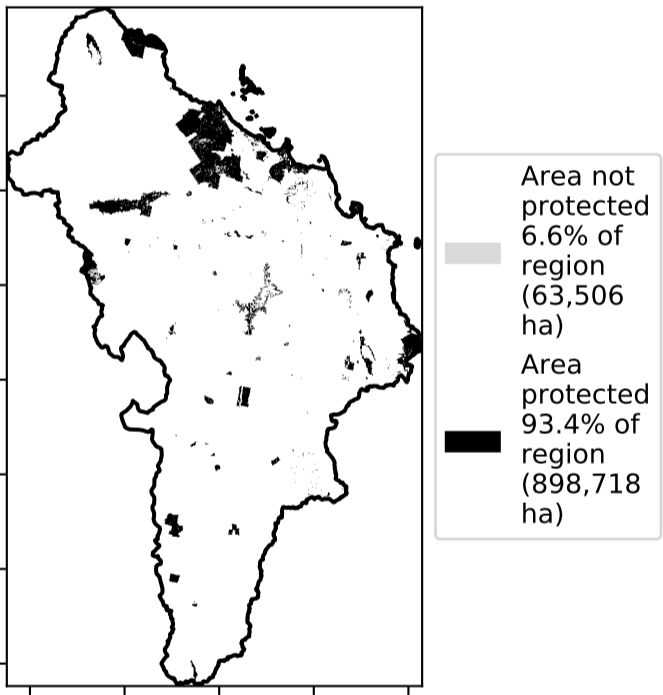 Area not
protected
6.6% of
region
(63,506
ha)
Area
protected
93.4% of
region
(898,718
ha)